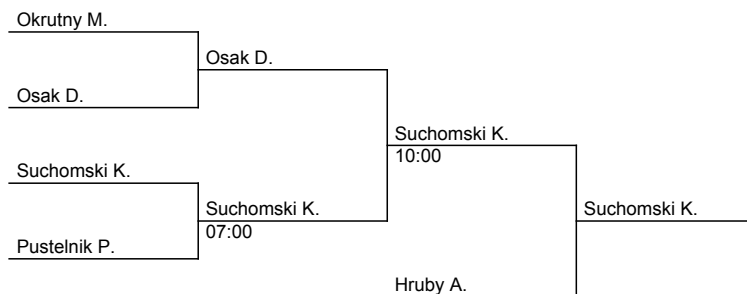 Okrutny M.
Osak D.
Osak D.
Suchomski K.
10:00
Suchomski K.
Suchomski K.
Suchomski K.
07:00
Pustelnik P.
Hruby A.